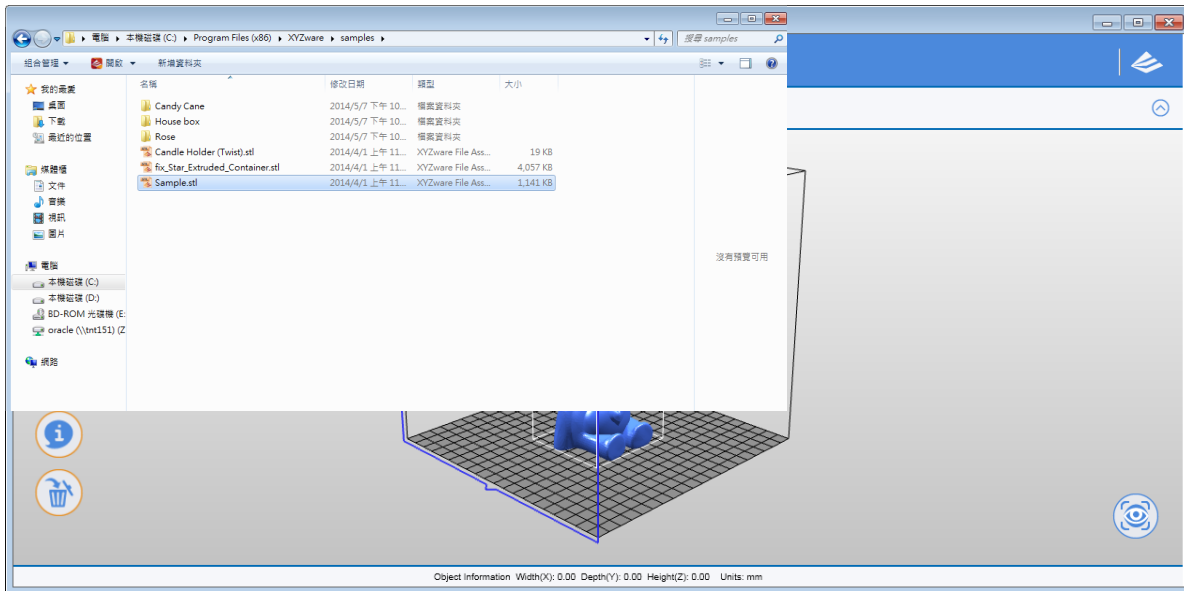 電腦 ▸ 本機磁碟 (C:) ▸ Program Files (x86) ▸ XYZware ▸ samples ▸
搜尋 samples
組合管理 ▼ 開啟 ▼ 新增資料夾
名稱 修改日期 類型 大小
我的最愛
桌面
下載
最近的位置
媒體櫃
文件
音樂
視訊
圖片
電腦
本機磁碟 (C:)
本機磁碟 (D:)
BD-ROM 光碟機 (E:
oracle (\\tnt151) (Z
網路
Candy Cane 2014/5/7 下午 10... 檔案資料夾
House box 2014/5/7 下午 10... 檔案資料夾
Rose 2014/5/7 下午 10... 檔案資料夾
Candle Holder (Twist).stl 2014/4/1 上午 11... XYZware File Ass... 19 KB
fix_Star_Extruded_Container.stl 2014/4/1 上午 11... XYZware File Ass... 4,057 KB
Sample.stl 2014/4/1 上午 11... XYZware File Ass... 1,141 KB
沒有預覽可用
Object Information Width(X): 0.00 Depth(Y): 0.00 Height(Z): 0.00 Units: mm